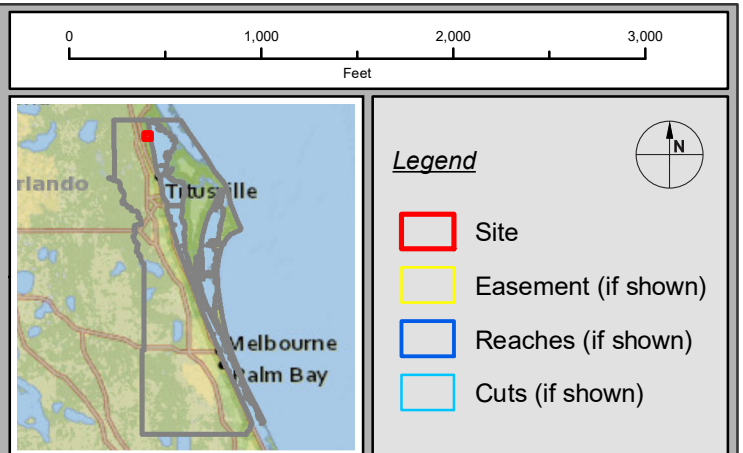 0 1,000 2,000 3,000
Feet
rlando
Titusville
Melbourne
Palm Bay
Legend
N
Site
Easement (if shown)
Reaches (if shown)
Cuts (if shown)